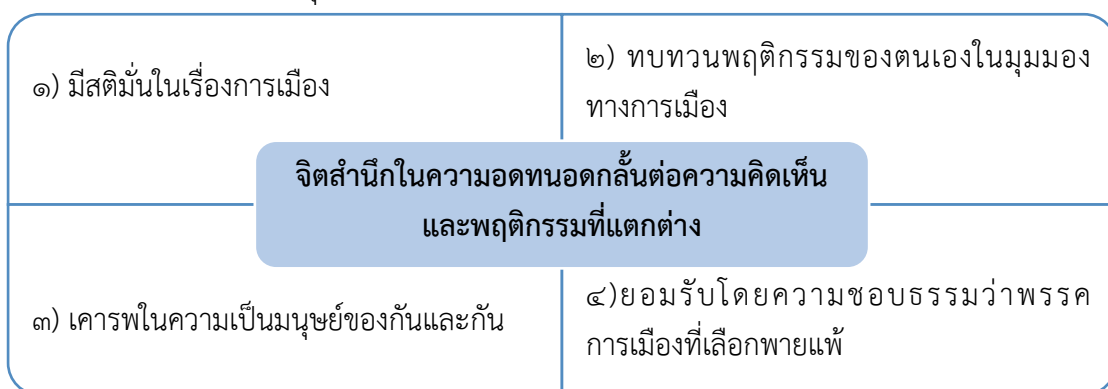 ๑) มีสติมั่นในเรื่องการเมือง
๒) ทบทวนพฤติกรรมของตนเองในมุมมอง
ทางการเมือง
จิตสำนึกในความอดทนอดกลั้นต่อความคิดเห็น
และพฤติกรรมที่แตกต่าง
๓) เคารพในความเป็นมนุษย์ของกันและกัน
๔)ยอมรับโดยความชอบธรรมว่าพรรค
การเมืองที่เลือกพายแพ้